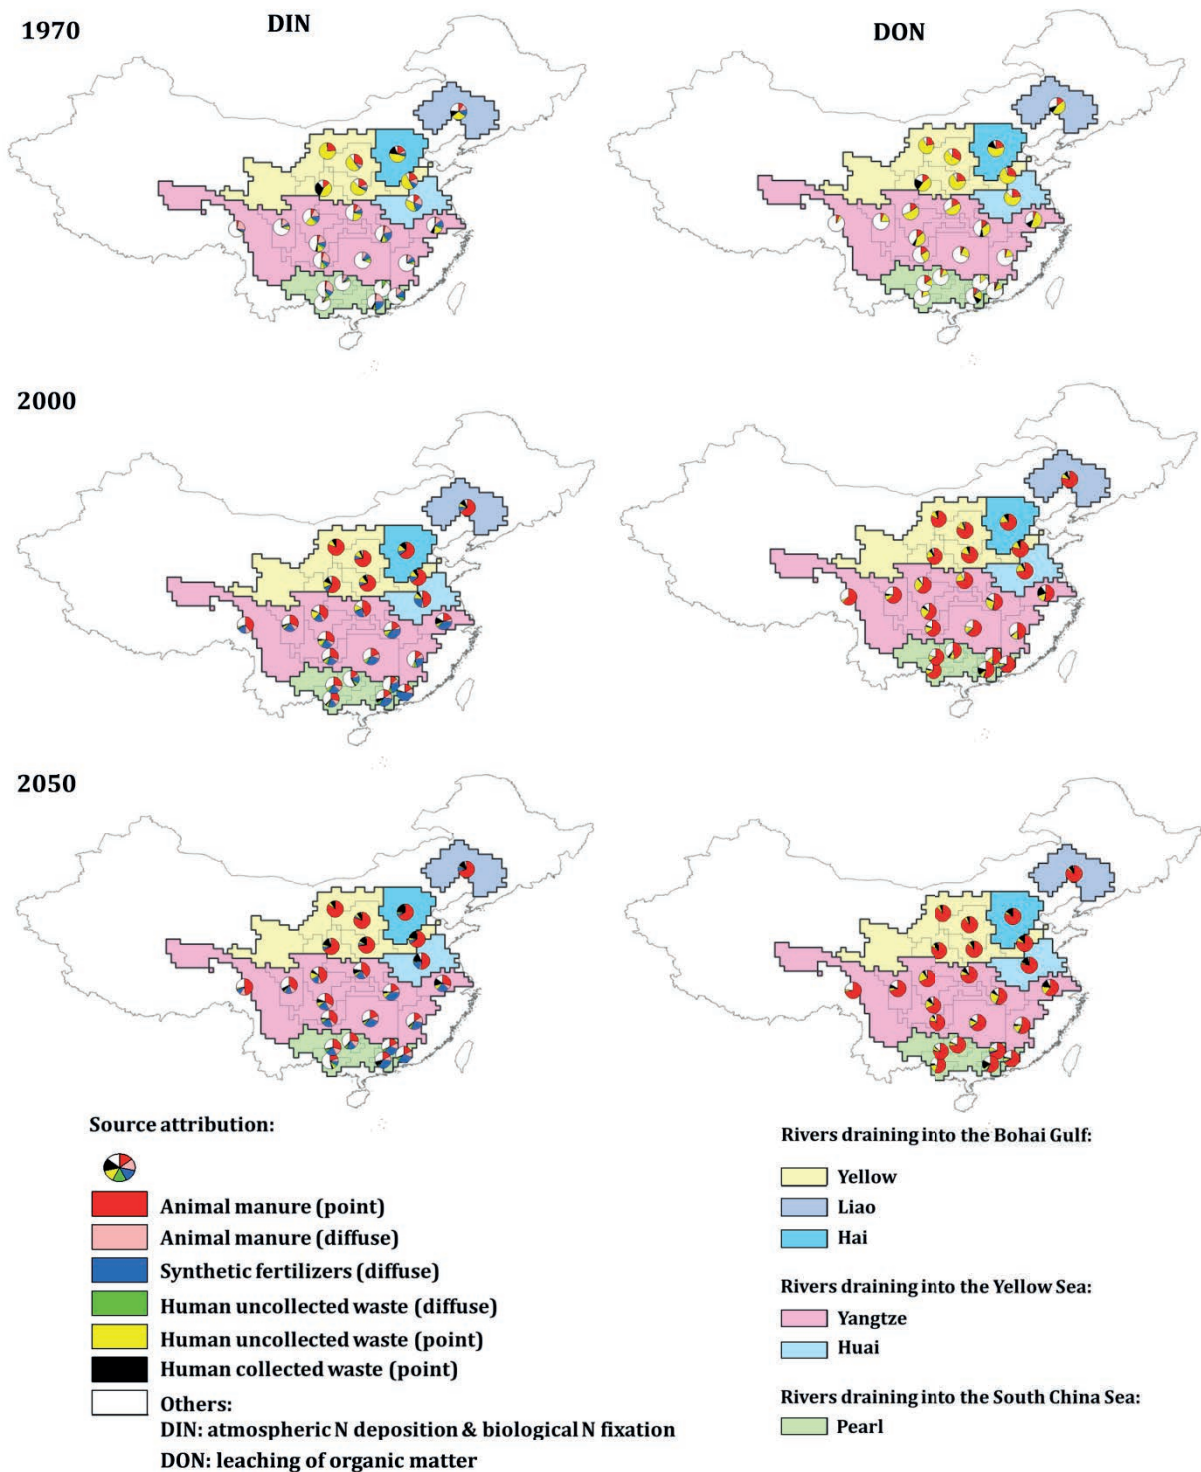 1970
DIN
DON
2000
2050
Source attribution:
Animal manure (point)
Animal manure (diffuse)
Synthetic fertilizers (diffuse)
Human uncollected waste (diffuse)
Human uncollected waste (point)
Human collected waste (point)
Others:
DIN: atmospheric N deposition & biological N fixation
DON: leaching of organic matter
Rivers draining into the Bohai Gulf:
Yellow
Liao
Hai
Rivers draining into the Yellow Sea:
Yangtze
Huai
Rivers draining into the South China Sea:
Pearl